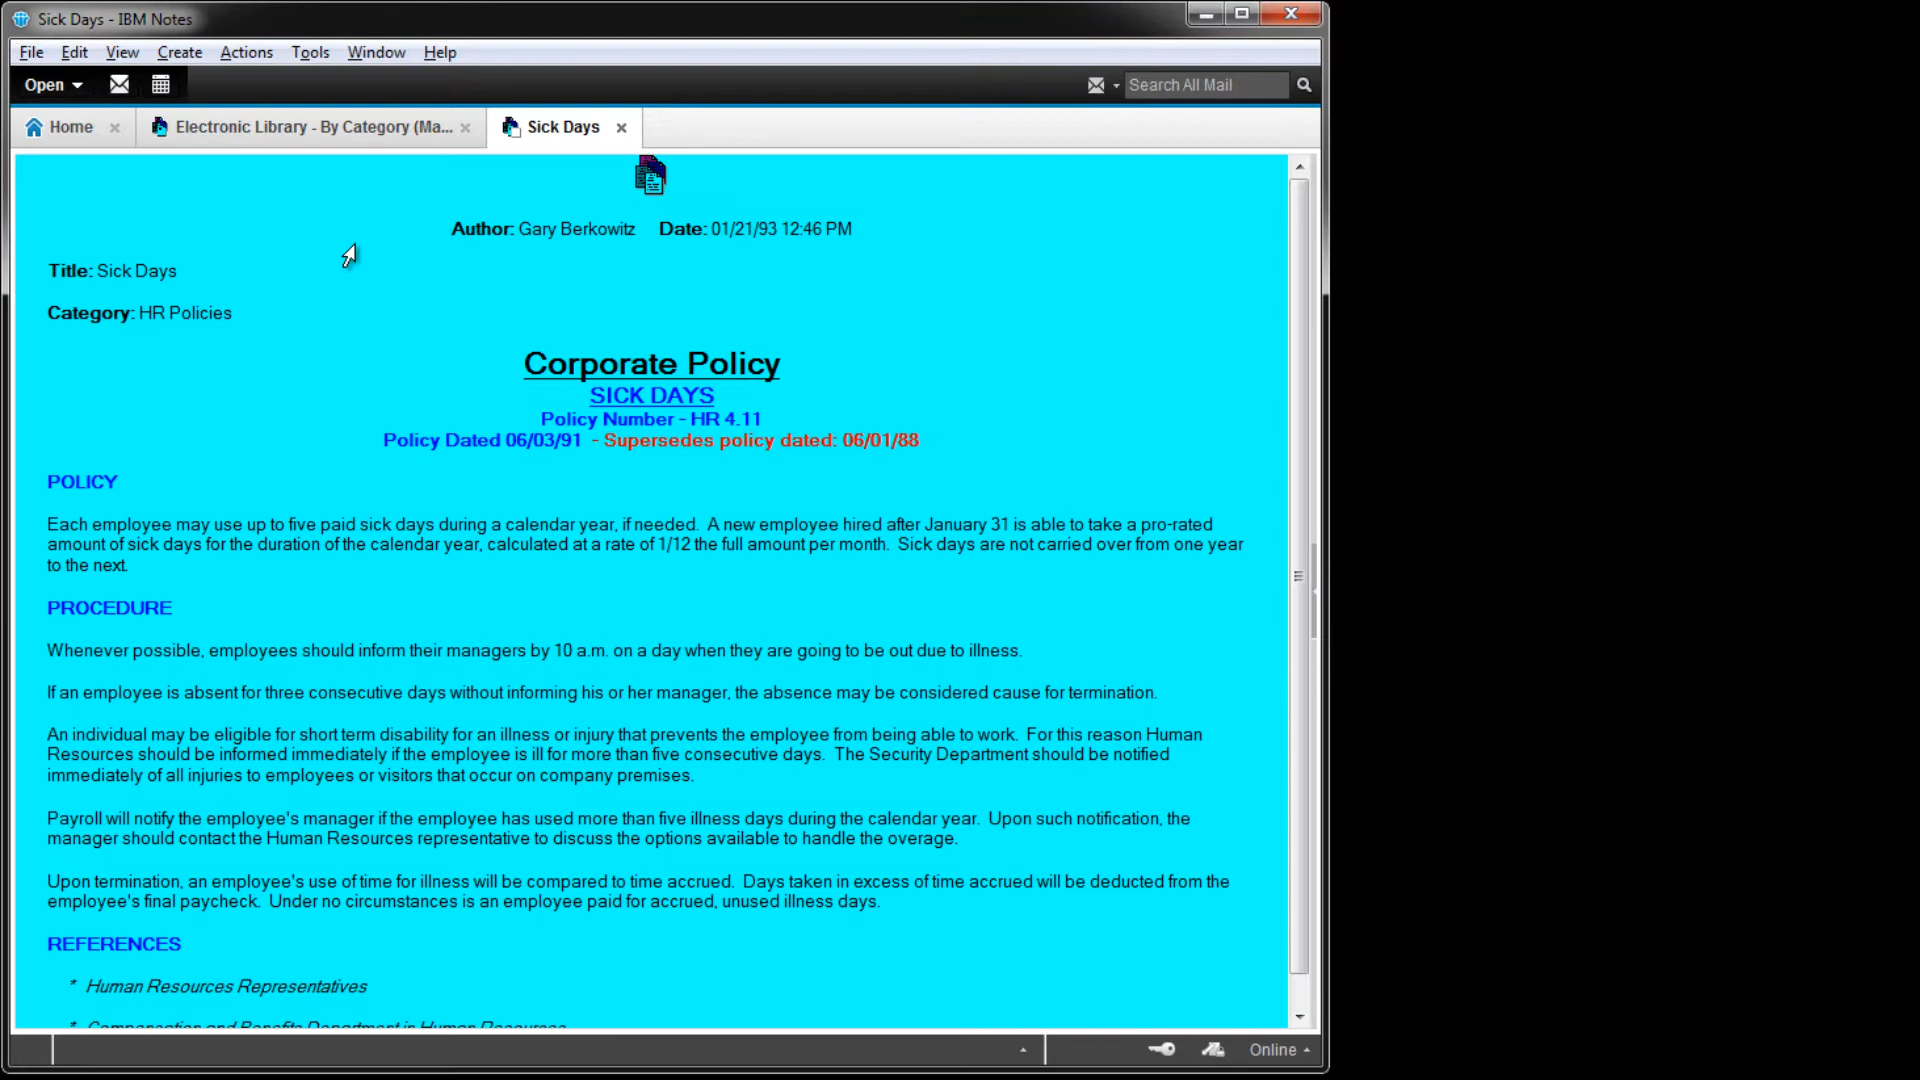 Sick Days - IBM Notes
File Edit View Create Actions Tools Window Help
Open Search All Mail
Home Electronic Library - By Category (Ma... Sick Days
Author: Gary Berkowitz Date: 01/21/93 12:46 PM
Title: Sick Days
Category: HR Policies
Corporate Policy
SICK DAYS
Policy Number - HR 4.11
Policy Dated 06/03/91 - Supersedes policy dated: 06/01/88
POLICY
Each employee may use up to five paid sick days during a calendar year, if needed. A new employee hired after January 31 is able to take a pro-rated
amount of sick days for the duration of the calendar year, calculated at a rate of 1/12 the full amount per month. Sick days are not carried over from one year
to the next.
PROCEDURE
Whenever possible, employees should inform their managers by 10 a.m. on a day when they are going to be out due to illness.
If an employee is absent for three consecutive days without informing his or her manager, the absence may be considered cause for termination.
An individual may be eligible for short term disability for an illness or injury that prevents the employee from being able to work. For this reason Human
Resources should be informed immediately if the employee is ill for more than five consecutive days. The Security Department should be notified
immediately of all injuries to employees or visitors that occur on company premises.
Payroll will notify the employee's manager if the employee has used more than five illness days during the calendar year. Upon such notification, the
manager should contact the Human Resources representative to discuss the options available to handle the overage.
Upon termination, an employee's use of time for illness will be compared to time accrued. Days taken in excess of time accrued will be deducted from the
employee's final paycheck. Under no circumstances is an employee paid for accrued, unused illness days.
REFERENCES
* Human Resources Representatives
* Compensation and Benefits Department in Human Resources
Online